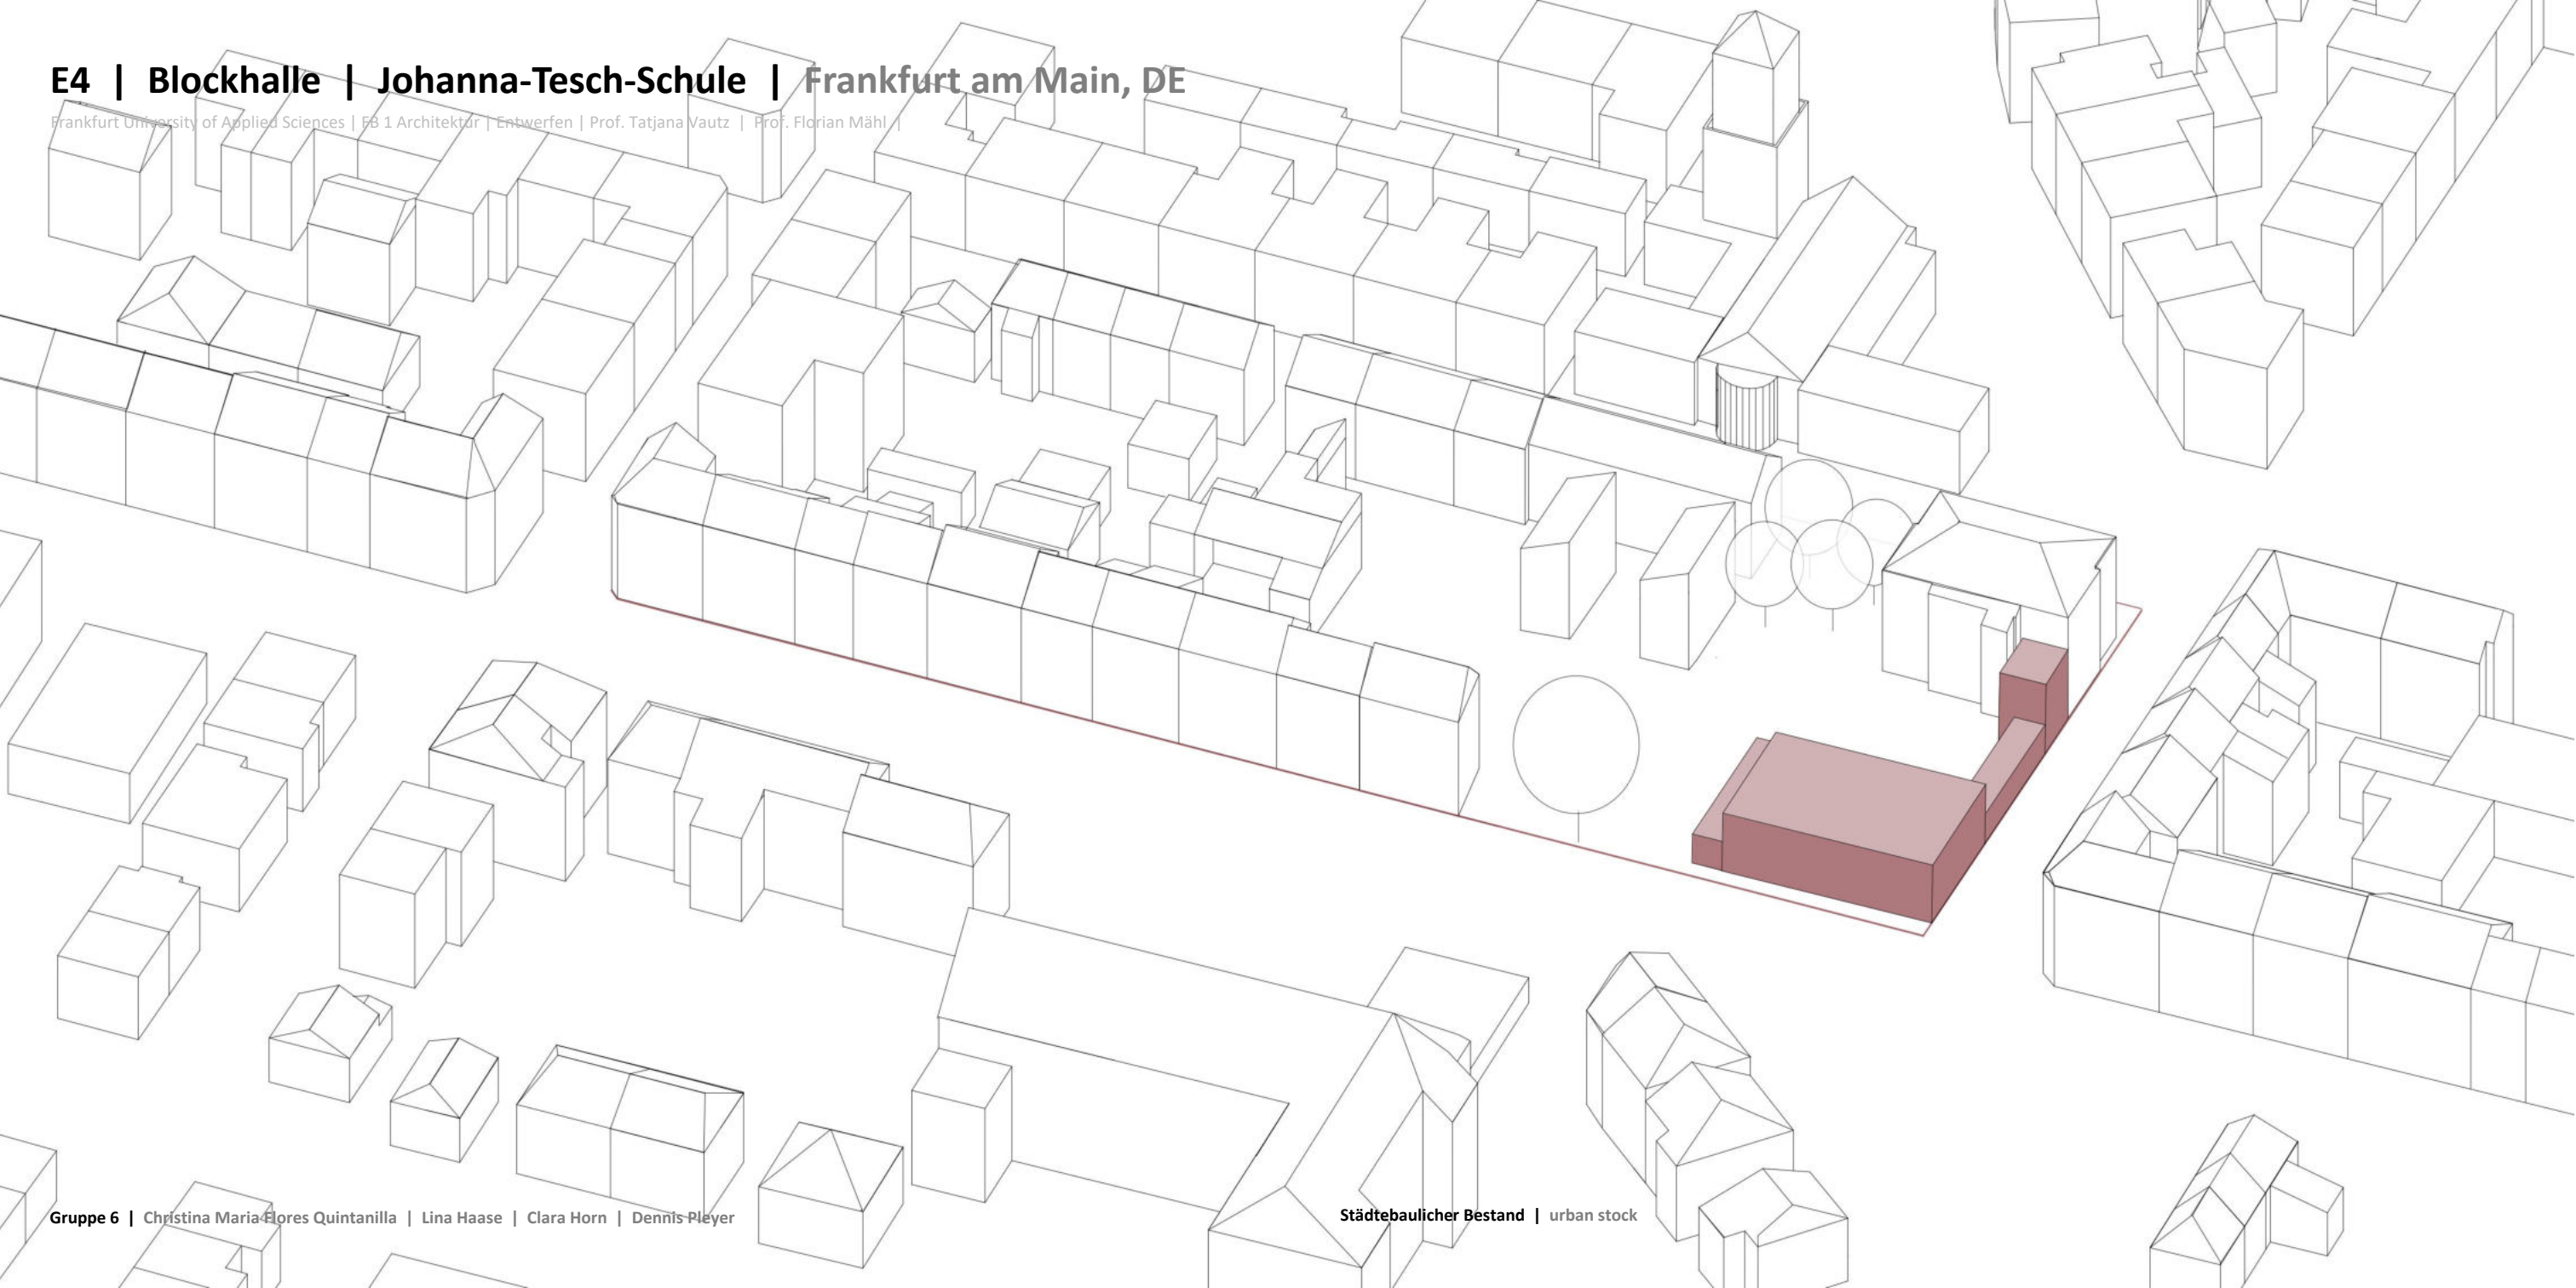 E4 | Blockhalle | Johanna-Tesch-Schule | Frankfurt am Main, DE
Frankfurt University of Applied Sciences | FB 1 Architektur | Entwerfen | Prof. Tatjana Vautz | Prof. Florian Mähl |
Gruppe 6 | Christina Maria Flores Quintanilla | Lina Haase | Clara Horn | Dennis Pleyer
Städtebaulicher Bestand | urban stock